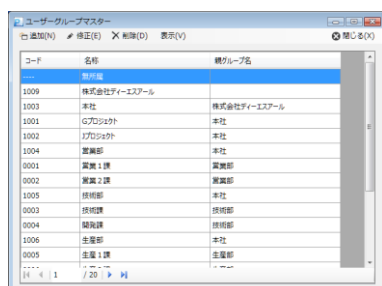 ユーザーグループマスター
追加(N) 修正(E) 削除(D) 表示(V) 閉じる(X)
コード 名称 親グループ名
---- 無所属
1009 株式会社ティーエスアール
1003 本社 株式会社ティーエスアール
1001 Gプロジェクト 本社
1002 Jプロジェクト 本社
1004 営業部 本社
0001 営業1課 営業部
0002 営業2課 営業部
1005 技術部 本社
0003 技術課 技術部
0004 開発課 技術部
1006 生産部 本社
0005 生産1課 生産部
1 / 20